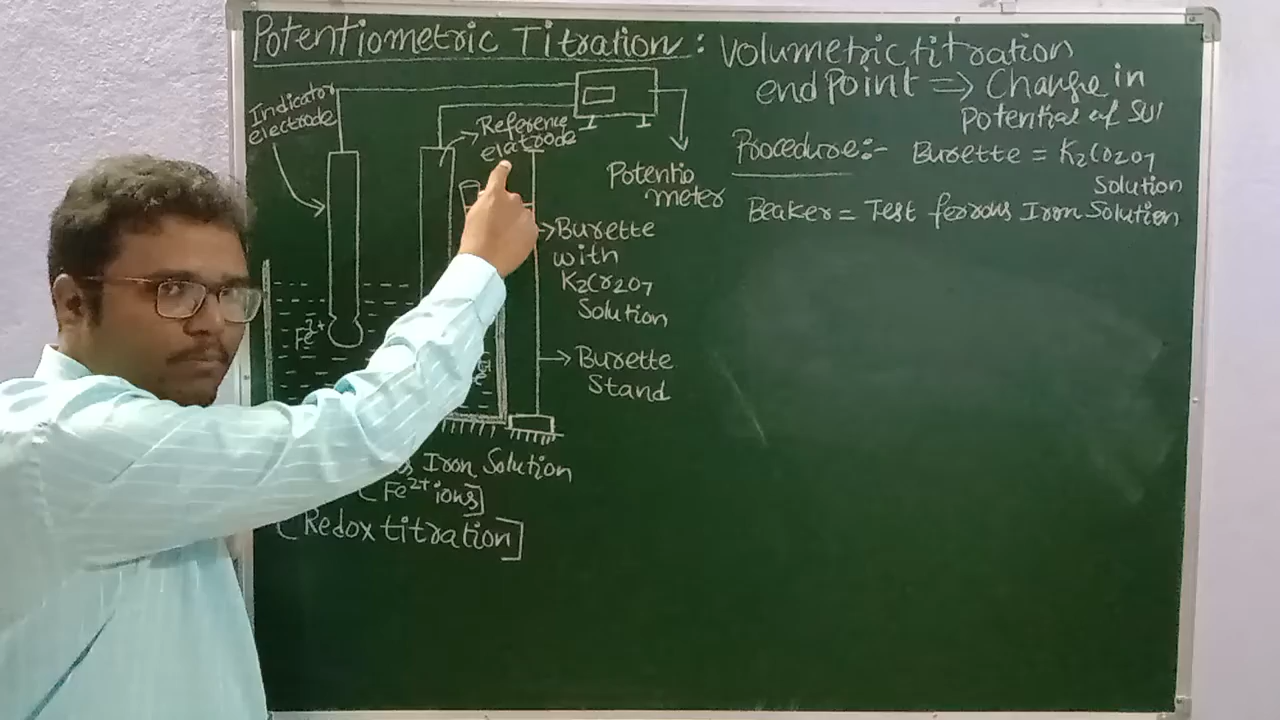 Potentiometric Titration : Volumetric titration
end point => Change in
Potential of Sol
Indicator
electrode
Reference
elatrode
Potentio
meter
Burette
with
K2Cr2O7
Solution
Burette
Stand
Fe2+
Iron Solution
( Fe2+ ions]
( Redox titration]
Procedure:- Burette = K2Cr2O7
Solution
Beaker = Test ferrous Iron Solution